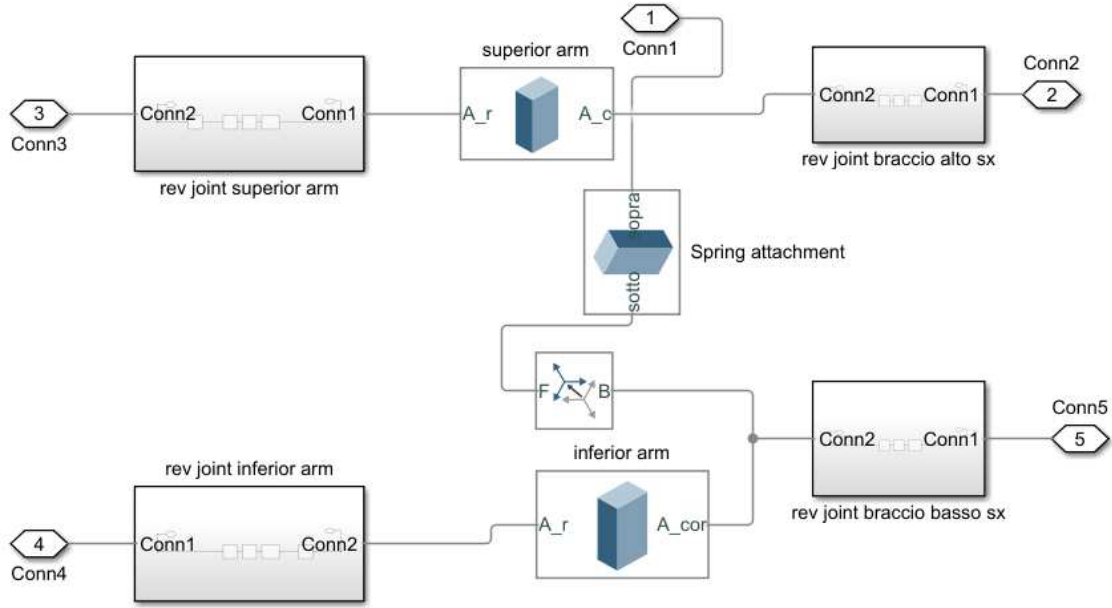 1
Conn1
superior arm
Conn2
3
Conn3
Conn2
Conn1
rev joint superior arm
A_r
A_c
Conn2
Conn1
2
rev joint braccio alto sx
sopra
sotto
Spring attachment
F
B
Conn5
Conn2
Conn1
5
rev joint braccio basso sx
rev joint inferior arm
inferior arm
4
Conn4
Conn1
Conn2
A_r
A_cor